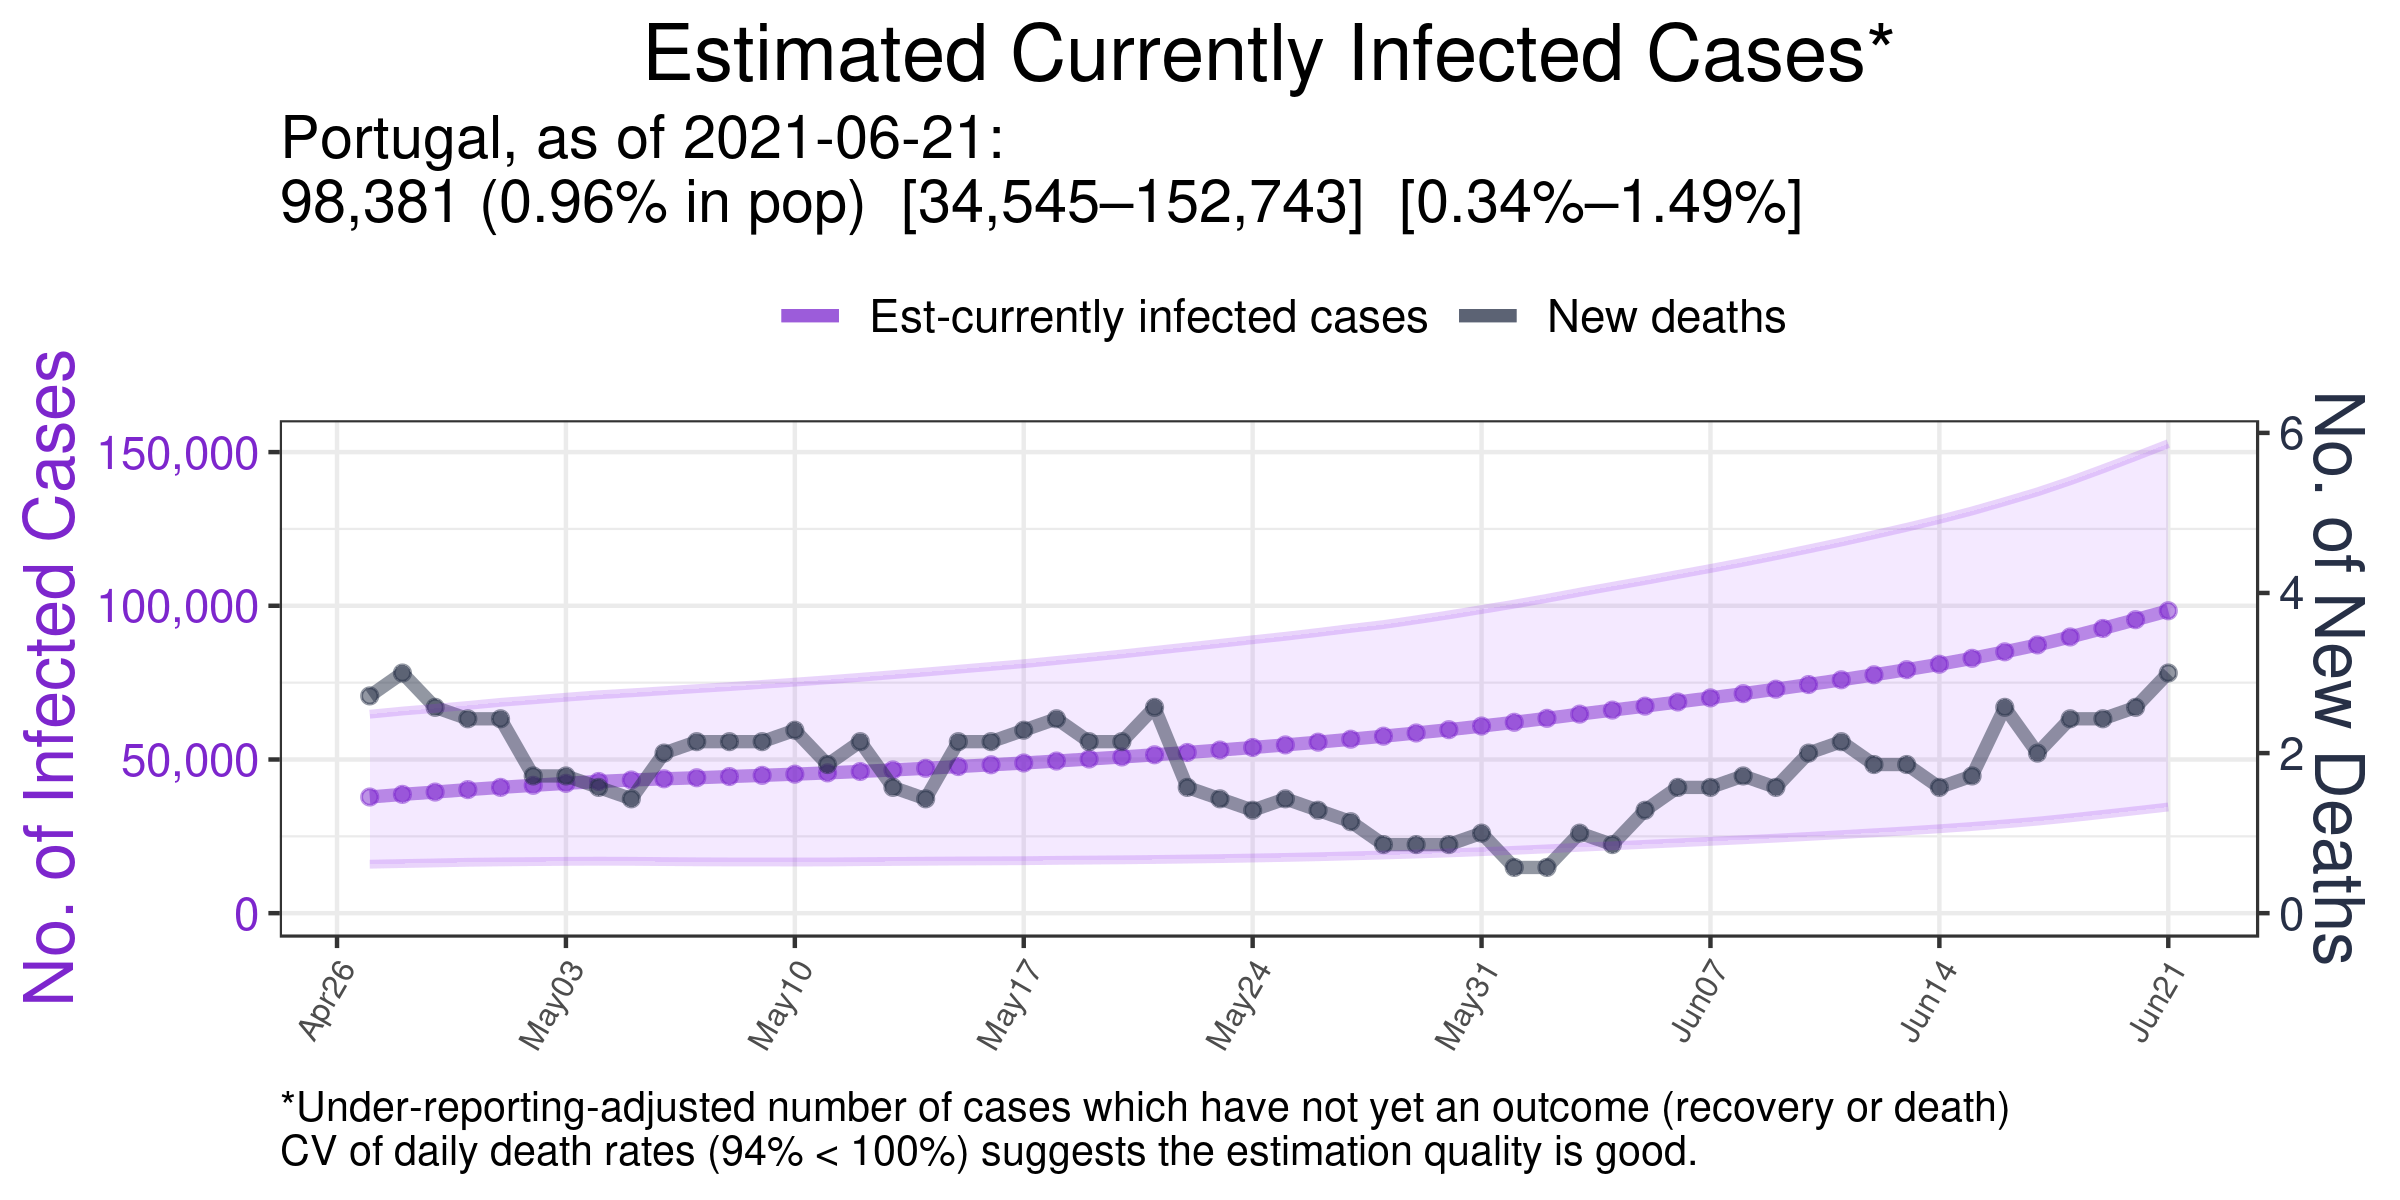 Estimated Currently Infected Cases*
Portugal, as of 2021-06-21:
98,381 (0.96% in pop)  [34,545–152,743]  [0.34%–1.49%]
Est-currently infected cases
New deaths
No. of Infected Cases
150,000
100,000
50,000
0
No. of New Deaths
6
4
2
0
Apr26
May03
May10
May17
May24
May31
Jun07
Jun14
Jun21
*Under-reporting-adjusted number of cases which have not yet an outcome (recovery or death)
CV of daily death rates (94% < 100%) suggests the estimation quality is good.